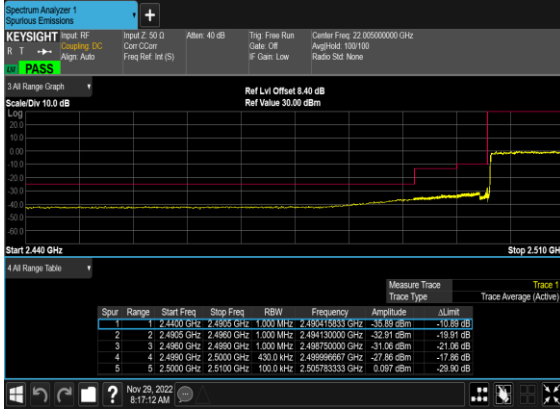 Spectrum Analyzer 1
Spurious Emissions
+
KEYSIGHT Input: RF Input Z: 50 Ω Atten: 40 dB Trig: Free Run Center Freq: 22.005000000 GHz
R T Coupling: DC Corr CCorr Gate: Off Avg|Hold: 100/100
Align: Auto Freq Ref: Int (S) IF Gain: Low Radio Std: None
PASS
3 All Range Graph
Ref Lvl Offset 8.40 dB
Scale/Div 10.0 dB Ref Value 30.00 dBm
Log
20.0
10.0
0.00
-10.0
-20.0
-30.0
-40.0
-50.0
-60.0
Start 2.440 GHz Stop 2.510 GH
4 All Range Table
Measure Trace Trace 1
Trace Type Trace Average (Active)
Spur Range Start Freq Stop Freq RBW Frequency Amplitude ΔLimit
1 1 2.4400 GHz 2.4905 GHz 1.000 MHz 2.490415833 GHz -35.89 dBm -10.89 dB
2 2 2.4905 GHz 2.4960 GHz 1.000 MHz 2.494130000 GHz -32.91 dBm -19.91 dB
3 3 2.4960 GHz 2.4990 GHz 1.000 MHz 2.498750000 GHz -31.06 dBm -21.06 dB
4 4 2.4990 GHz 2.5000 GHz 430.0 kHz 2.499996667 GHz -27.86 dBm -17.86 dB
5 5 2.5000 GHz 2.5100 GHz 100.0 kHz 2.505783333 GHz 0.097 dBm -29.90 dB
? Nov 29, 2022
8:17:12 AM